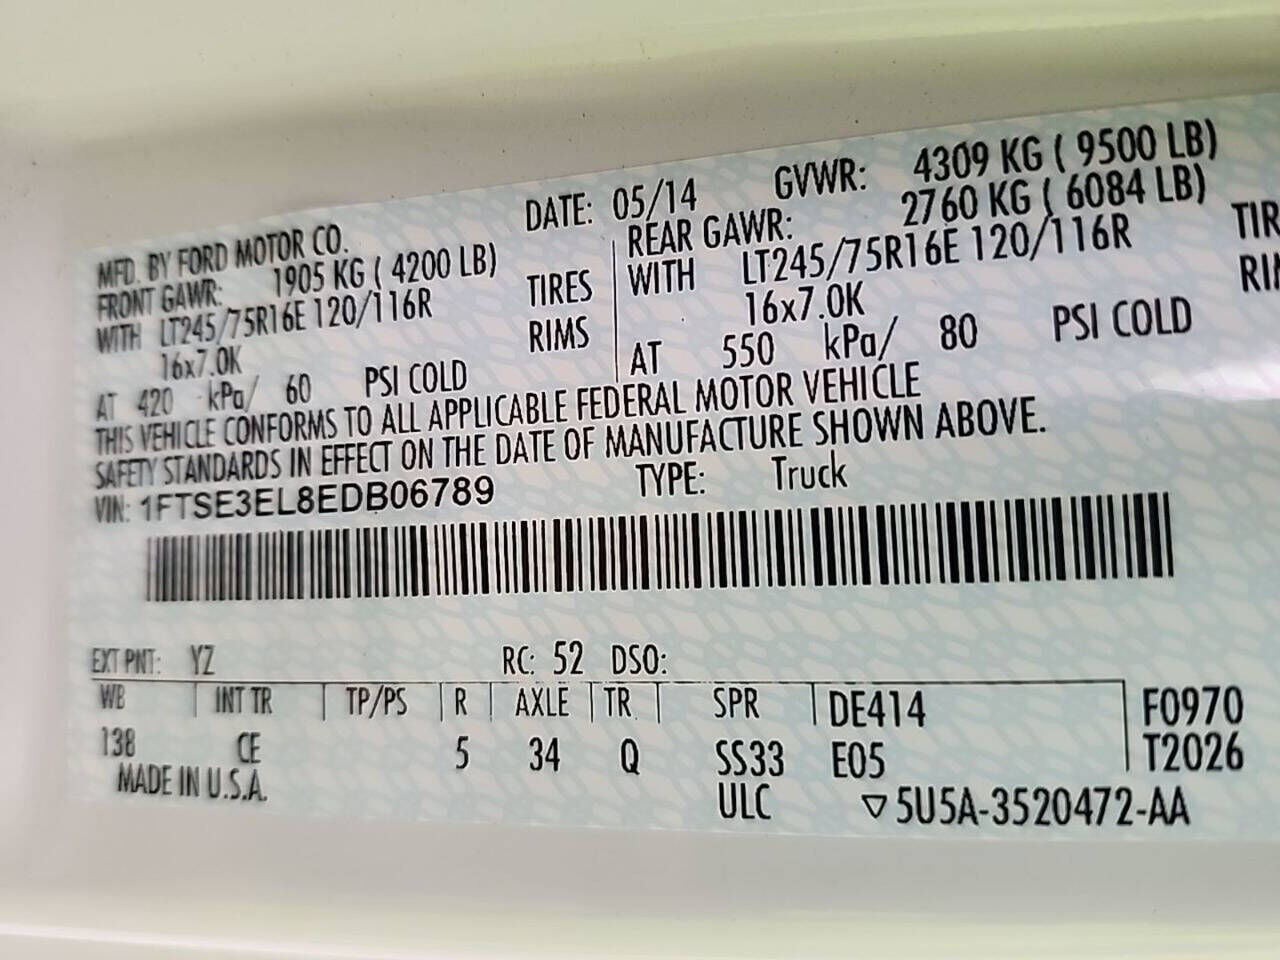 MFD. BY FORD MOTOR CO. DATE: 05/14 GVWR: 4309 KG ( 9500 LB)
FRONT GAWR: 1905 KG ( 4200 LB) REAR GAWR: 2760 KG ( 6084 LB)
WITH LT245/75R16E 120/116R TIRES WITH LT245/75R16E 120/116R TIR
16x7.0K RIMS 16x7.0K RI
AT 420 kPa/ 60 PSI COLD AT 550 kPa/ 80 PSI COLD
THIS VEHICLE CONFORMS TO ALL APPLICABLE FEDERAL MOTOR VEHICLE
SAFETY STANDARDS IN EFFECT ON THE DATE OF MANUFACTURE SHOWN ABOVE.
VIN: 1FTSE3EL8EDB06789 TYPE: Truck
EXT PNT: YZ RC: 52 DSO:
WB INT TR TP/PS R AXLE TR SPR DE414 F0970
138 CE 5 34 Q SS33 E05 T2026
MADE IN U.S.A. ULC ▽5U5A-3520472-AA